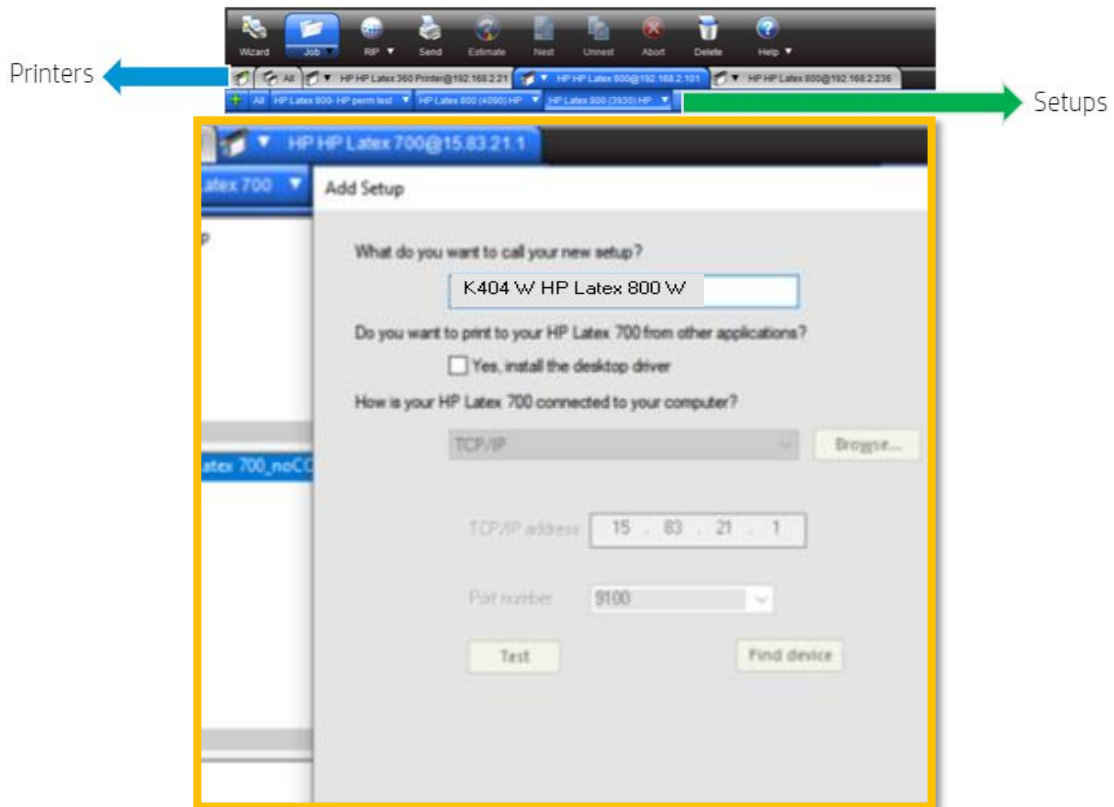 Wizard Job RIP Send Estimate Nest Unnest Abort Delete Help
Printers
All HP HP Latex 360 Printer@192.168.2.21 HP HP Latex 800@192.168.2.101 HP HP Latex 800@192.168.2.236
All HP Latex 800- HP perm test HP Latex 800 (4090) HP HP Latex 800 (3930) HP
Setups
HP HP Latex 700@15.83.21.1
atex 700
Add Setup
What do you want to call your new setup?
K404 W HP Latex 800 W
Do you want to print to your HP Latex 700 from other applications?
Yes, install the desktop driver
How is your HP Latex 700 connected to your computer?
TCP/IP Browse...
atex 700_noCO
TCP/IP address 15 . 83 . 21 . 1
Port number 9100
Test Find device